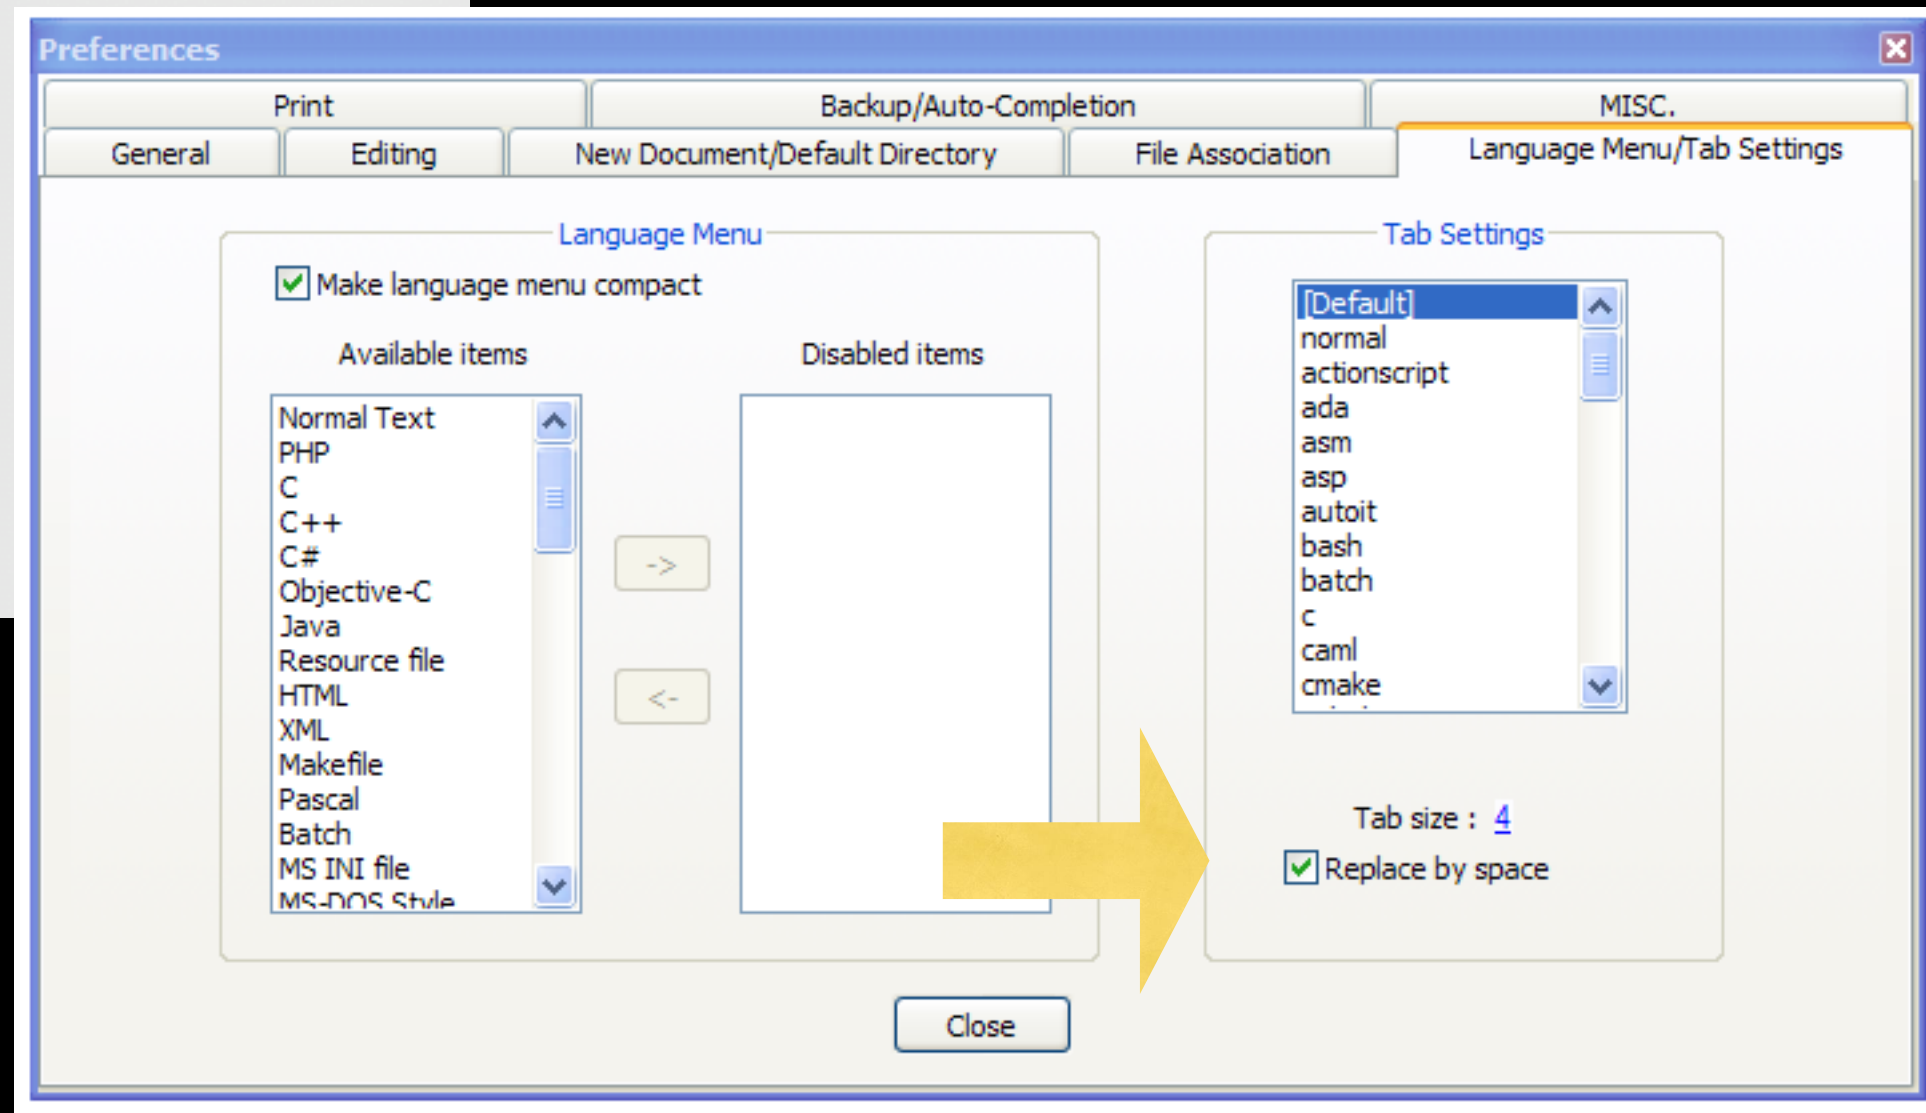 Preferences
Print
Backup/Auto-Completion
MISC.
General
Editing
New Document/Default Directory
File Association
Language Menu/Tab Settings
Language Menu
Make language menu compact
Available items
Disabled items
Normal Text
PHP
C
C++
C#
Objective-C
Java
Resource file
HTML
XML
Makefile
Pascal
Batch
MS INI file
MS-DOS Style
->
<-
Tab Settings
[Default]
normal
actionscript
ada
asm
asp
autoit
bash
batch
c
caml
cmake
Tab size : 4
Replace by space
Close